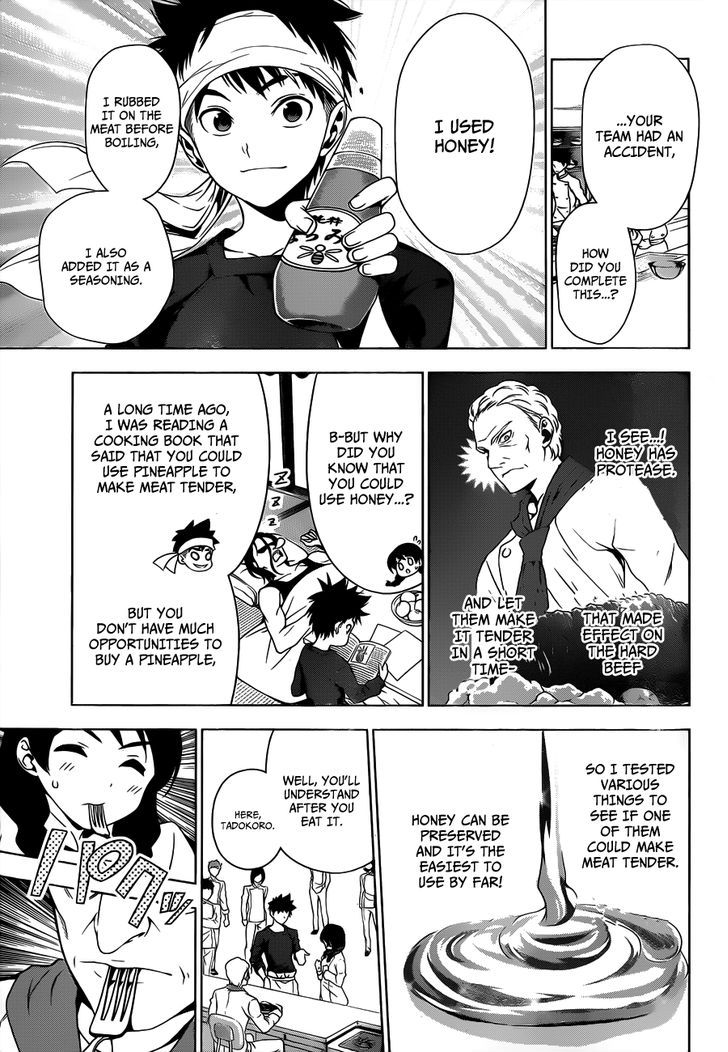 ...YOUR
TEAM HAD AN
ACCIDENT,
HOW
DID YOU
COMPLETE
THIS...?
I USED
HONEY!
I RUBBED
IT ON THE
MEAT BEFORE
BOILING,
I ALSO
ADDED IT AS A
SEASONING.
I SEE...!
HONEY HAS
PROTEASE.
THAT MADE
EFFECT ON
THE HARD
BEEF
AND LET
THEM MAKE
IT TENDER
IN A SHORT
TIME-
B-BUT WHY
DID YOU
KNOW THAT
YOU COULD
USE HONEY...?
A LONG TIME AGO,
I WAS READING A
COOKING BOOK THAT
SAID THAT YOU COULD
USE PINEAPPLE TO
MAKE MEAT TENDER,
BUT YOU
DON'T HAVE MUCH
OPPORTUNITIES TO
BUY A PINEAPPLE,
SO I TESTED
VARIOUS
THINGS TO
SEE IF ONE
OF THEM
COULD MAKE
MEAT TENDER.
HONEY CAN BE
PRESERVED
AND IT'S THE
EASIEST TO
USE BY FAR!
WELL, YOU'LL
UNDERSTAND
AFTER YOU
EAT IT.
HERE,
TADOKORO.